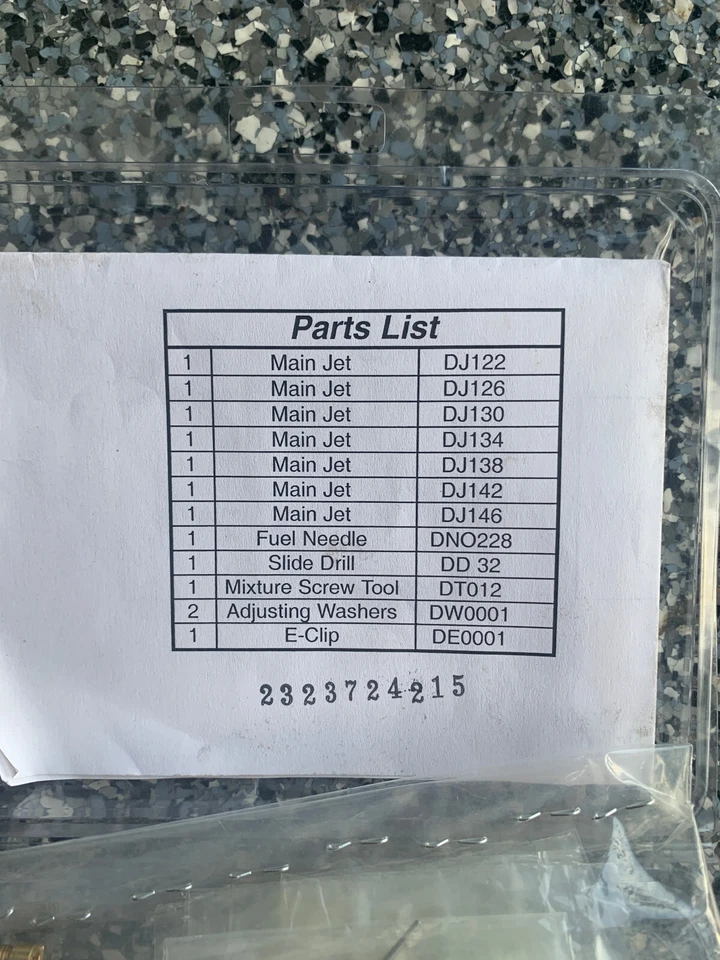 Parts List
1 Main Jet DJ122
1 Main Jet DJ126
1 Main Jet DJ130
1 Main Jet DJ134
1 Main Jet DJ138
1 Main Jet DJ142
1 Main Jet DJ146
1 Fuel Needle DNO228
1 Slide Drill DD 32
1 Mixture Screw Tool DT012
2 Adjusting Washers DW0001
1 E-Clip DE0001
2323724215